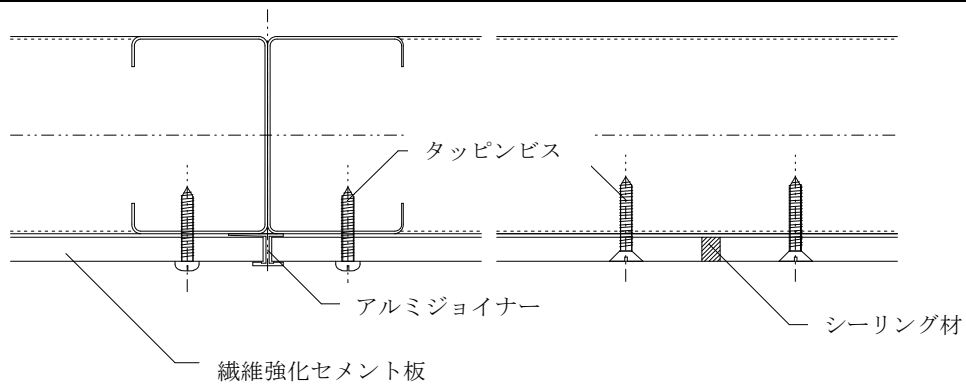 タッピンビス
アルミジョイナー
シーリング材
繊維強化セメント板